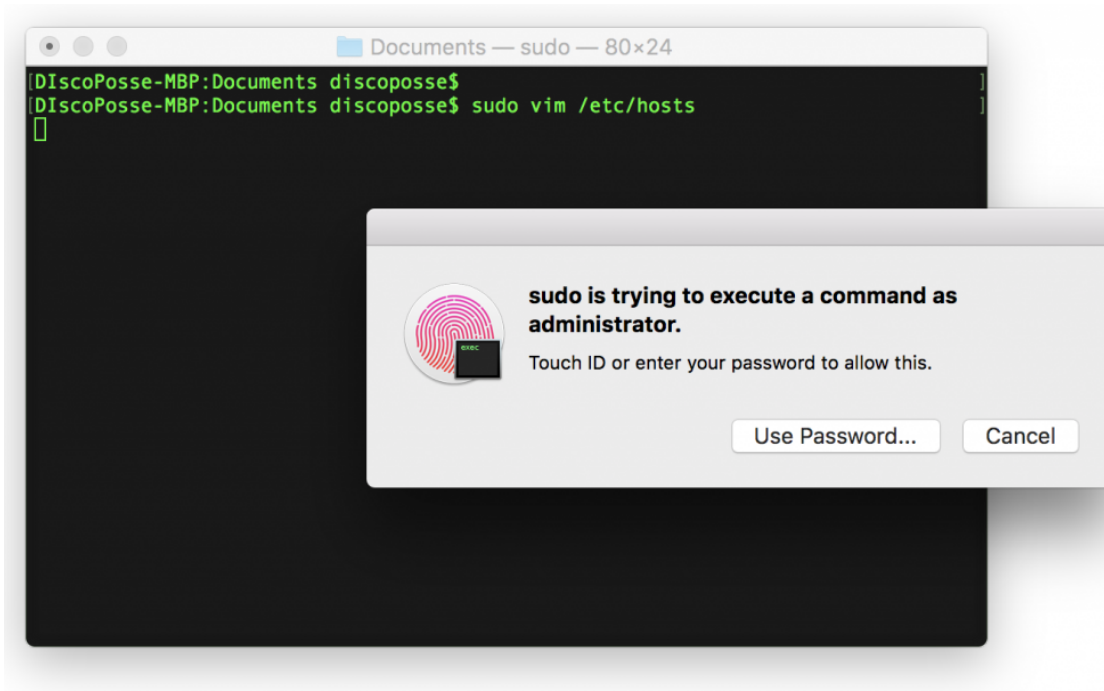 Documents — sudo — 80×24
[DIscoPosse-MBP:Documents discoposse$ ]
[DIscoPosse-MBP:Documents discoposse$ sudo vim /etc/hosts ]
exec
sudo is trying to execute a command as
administrator.
Touch ID or enter your password to allow this.
Use Password... Cancel